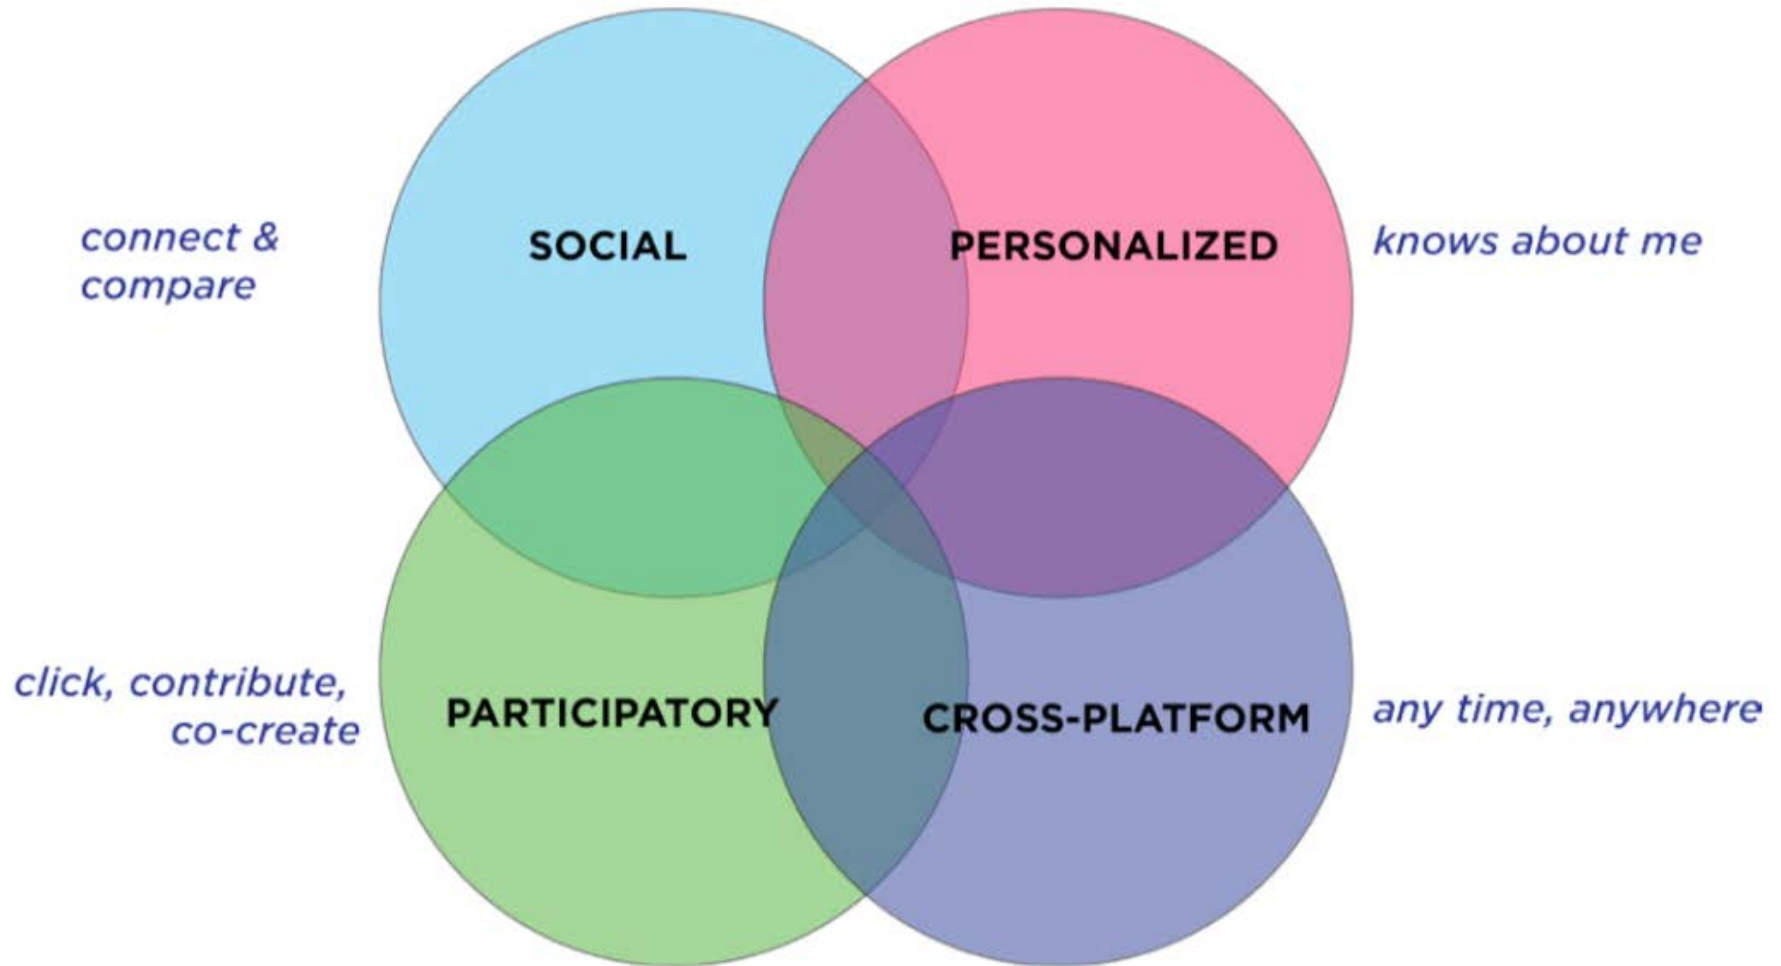 connect &
compare
SOCIAL
PERSONALIZED
knows about me
click, contribute,
co-create
PARTICIPATORY
CROSS-PLATFORM
any time, anywhere